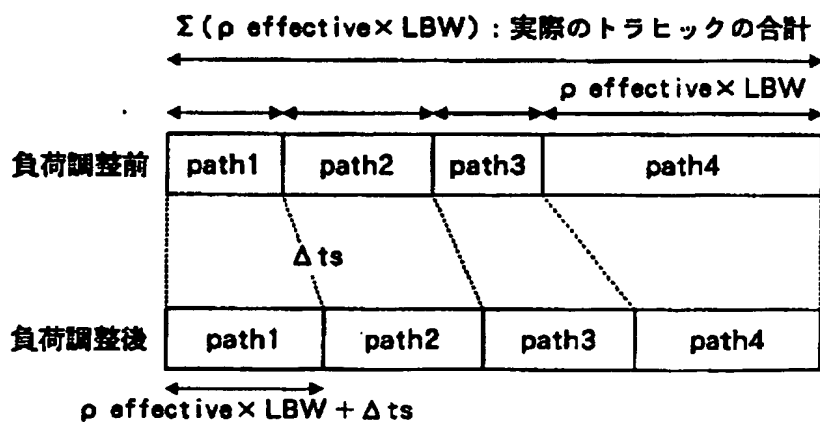 Σ(ρ effective×LBW):実際のトラヒックの合計
ρ effective×LBW
負荷調整前 path1 path2 path3 path4
Δts
負荷調整後 path1 path2 path3 path4
ρ effective×LBW+Δts